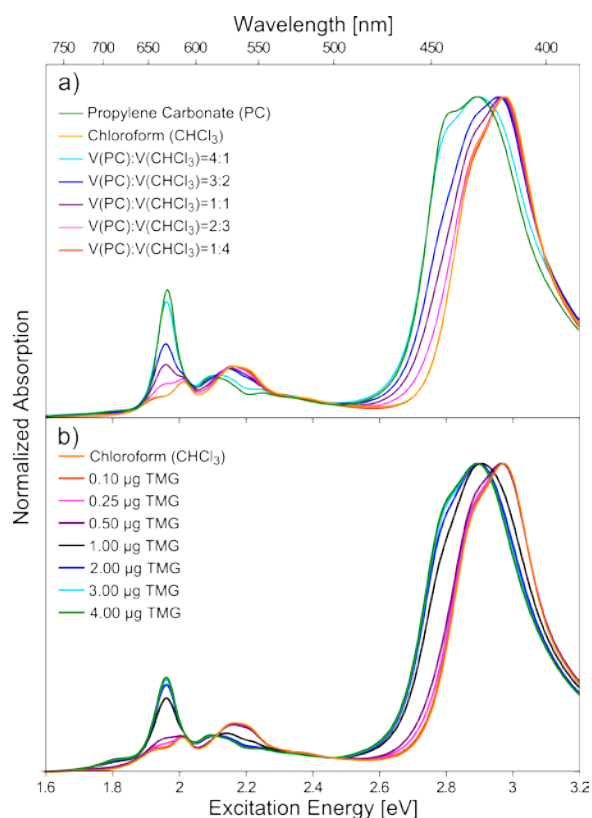 Wavelength [nm]
750 700 650 600 550 500 450 400
a)
Propylene Carbonate (PC)
Chloroform (CHCl₃)
V(PC):V(CHCl₃)=4:1
V(PC):V(CHCl₃)=3:2
V(PC):V(CHCl₃)=1:1
V(PC):V(CHCl₃)=2:3
V(PC):V(CHCl₃)=1:4
Normalized Absorption
b)
Chloroform (CHCl₃)
0.10 µg TMG
0.25 µg TMG
0.50 µg TMG
1.00 µg TMG
2.00 µg TMG
3.00 µg TMG
4.00 µg TMG
1.6 1.8 2 2.2 2.4 2.6 2.8 3 3.2
Excitation Energy [eV]